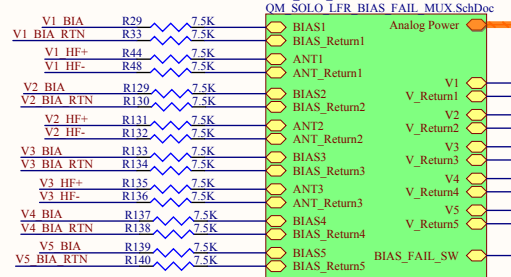 QM_SOLO_LFR_BIAS_FAIL_MUX.SchDoc
V1_BIA R29 7.5K BIAS1 Analog Power
V1_BIA_RTN R33 7.5K BIAS_Return1
V1_HF+ R44 7.5K ANT1
V1_HF- R48 7.5K ANT_Return1
V1
V2_BIA R129 7.5K BIAS2 V_Return1
V2_BIA_RTN R130 7.5K BIAS_Return2
V2
V2_HF+ R131 7.5K ANT2 V_Return2
V2_HF- R132 7.5K ANT_Return2
V3
V3_BIA R133 7.5K BIAS3 V_Return3
V3_BIA_RTN R134 7.5K BIAS_Return3
V4
V3_HF+ R135 7.5K ANT3 V_Return4
V3_HF- R136 7.5K ANT_Return3
V5
V4_BIA R137 7.5K BIAS4 V_Return5
V4_BIA_RTN R138 7.5K BIAS_Return4
V5_BIA R139 7.5K BIAS5 BIAS_FAIL_SW
V5_BIA_RTN R140 7.5K BIAS_Return5